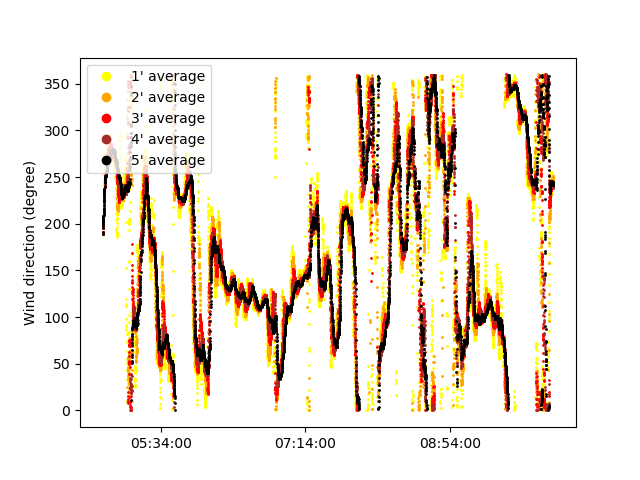 350
300
250
200
150
100
50
0
Wind direction (degree)
1' average
2' average
3' average
4' average
5' average
05:34:00
07:14:00
08:54:00